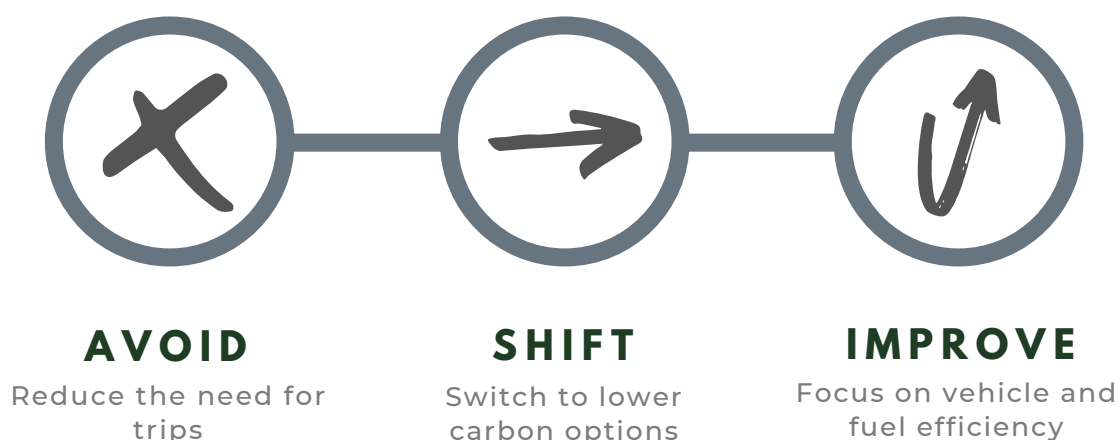 AVOID
Reduce the need for
trips
SHIFT
Switch to lower
carbon options
IMPROVE
Focus on vehicle and
fuel efficiency